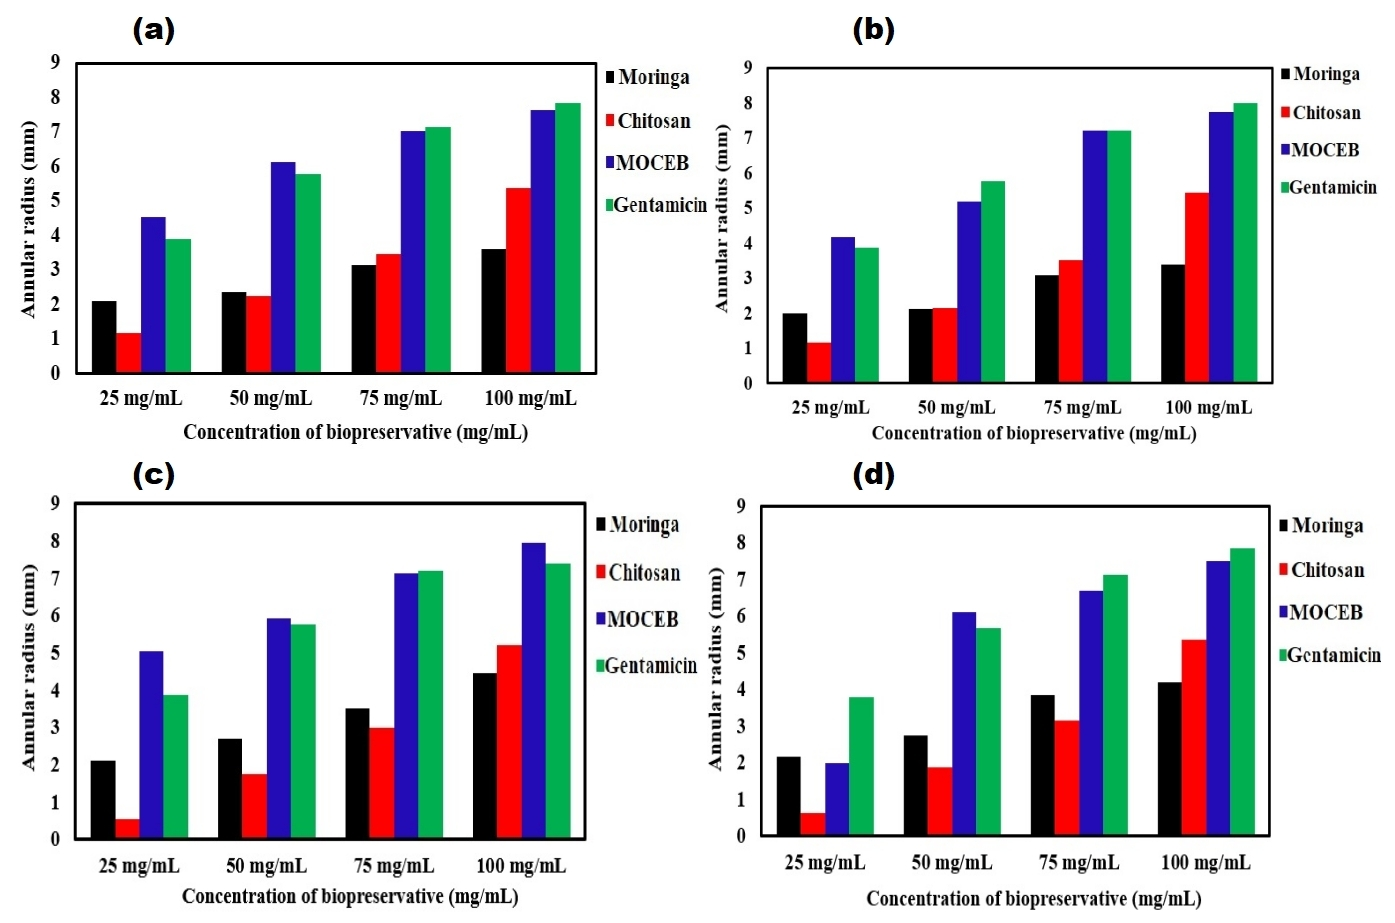 (a)
9
8
7
6
5
4
3
2
1
0
Annular radius (mm)
25 mg/mL 50 mg/mL 75 mg/mL 100 mg/mL
Concentration of biopreservative (mg/mL)
Moringa
Chitosan
MOCEB
Gentamicin
(b)
9
8
7
6
5
4
3
2
1
0
Annular radius (mm)
25 mg/mL 50 mg/mL 75 mg/mL 100 mg/mL
Concentration of biopreservative (mg/mL)
Moringa
Chitosan
MOCEB
Gentamicin
(c)
9
8
7
6
5
4
3
2
1
0
Annular radius (mm)
25 mg/mL 50 mg/mL 75 mg/mL 100 mg/mL
Concentration of biopreservative (mg/mL)
Moringa
Chitosan
MOCEB
Gentamicin
(d)
9
8
7
6
5
4
3
2
1
0
Annular radius (mm)
25 mg/mL 50 mg/mL 75 mg/mL 100 mg/mL
Concentration of biopreservative (mg/mL)
Moringa
Chitosan
MOCEB
Gentamicin